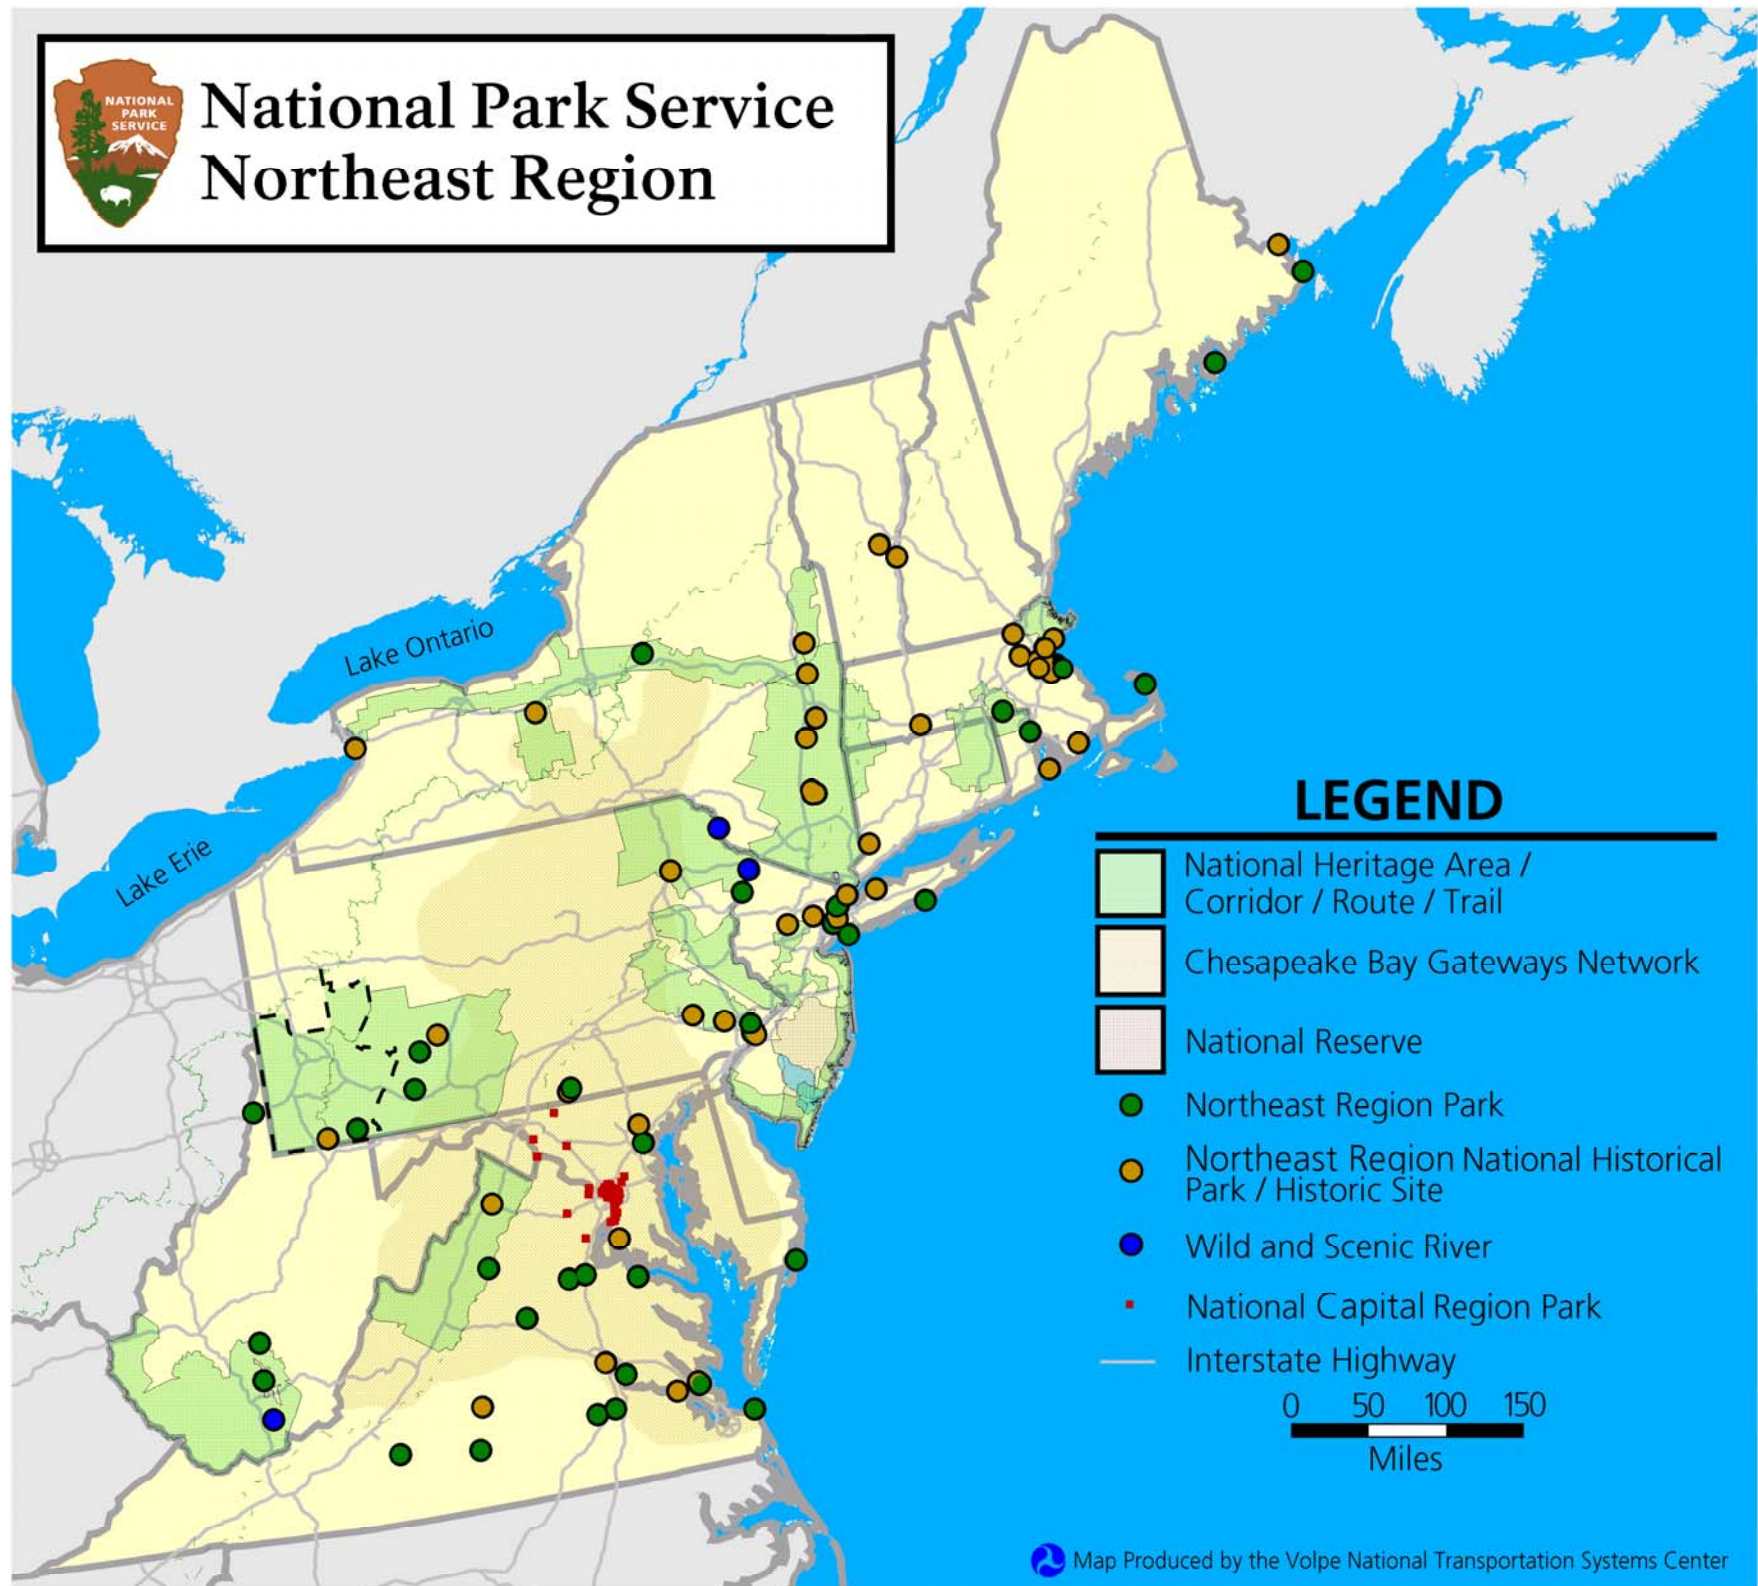 NATIONAL
PARK
SERVICE
National Park Service
Northeast Region
Lake Ontario
Lake Erie
LEGEND
National Heritage Area /
Corridor / Route / Trail
Chesapeake Bay Gateways Network
National Reserve
Northeast Region Park
Northeast Region National Historical
Park / Historic Site
Wild and Scenic River
National Capital Region Park
Interstate Highway
0 50 100 150
Miles
Map Produced by the Volpe National Transportation Systems Center